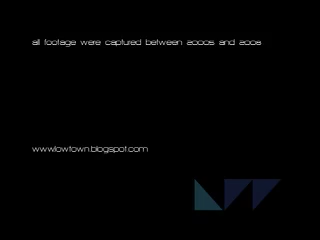 all footage were captured between 2000s and 2008
www.lowtown.blogspot.com